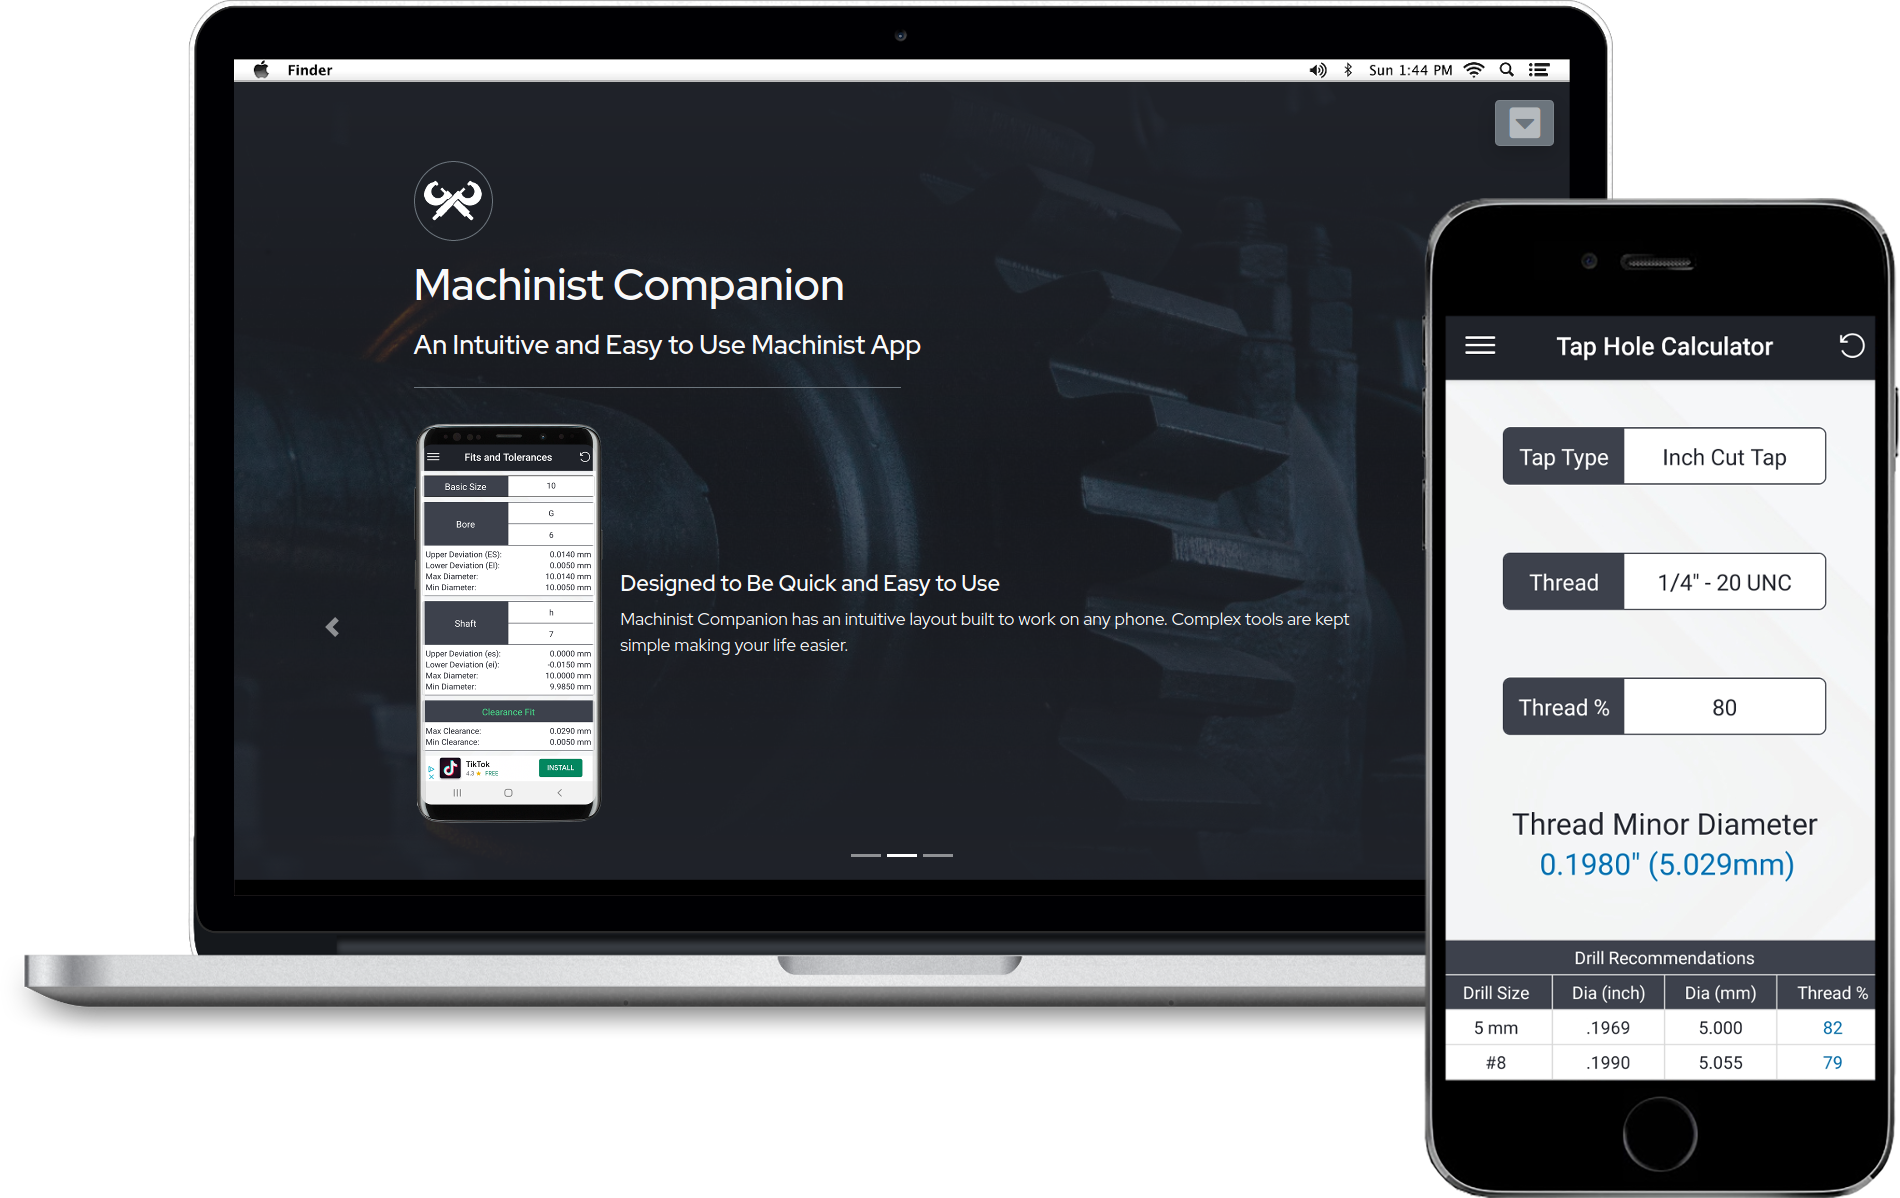 Finder
Sun 1:44 PM
Machinist Companion
An Intuitive and Easy to Use Machinist App
Fits and Tolerances
Basic Size 10
Bore G
6
Upper Deviation (ES): 0.0140 mm
Lower Deviation (EI): 0.0050 mm
Max Diameter: 10.0140 mm
Min Diameter: 10.0050 mm
Shaft h
7
Upper Deviation (es): 0.0000 mm
Lower Deviation (ei): -0.0150 mm
Max Diameter: 10.0000 mm
Min Diameter: 9.9850 mm
Clearance Fit
Max Clearance: 0.0290 mm
Min Clearance: 0.0050 mm
TikTok
4.3 ★ FREE
INSTALL
Designed to Be Quick and Easy to Use
Machinist Companion has an intuitive layout built to work on any phone. Complex tools are kept
simple making your life easier.
Tap Hole Calculator
Tap Type Inch Cut Tap
Thread 1/4" - 20 UNC
Thread % 80
Thread Minor Diameter
0.1980" (5.029mm)
Drill Recommendations
Drill Size Dia (inch) Dia (mm) Thread %
5 mm .1969 5.000 82
#8 .1990 5.055 79